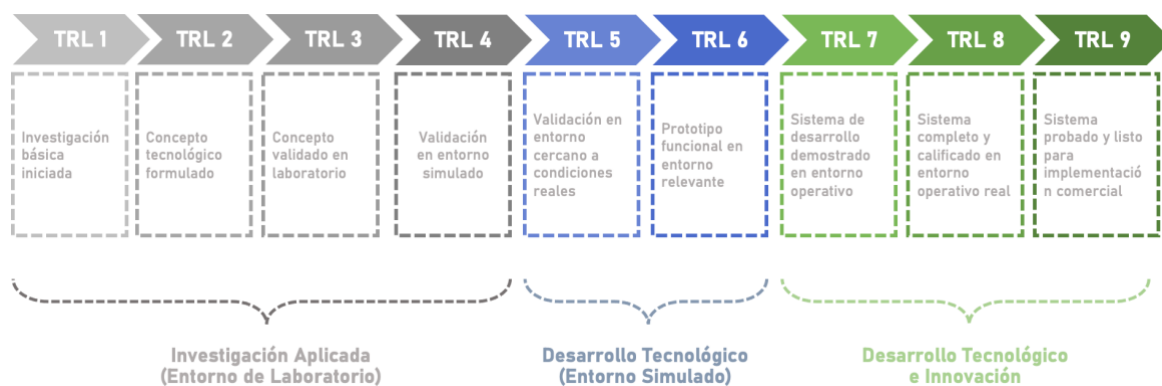 TRL 1
TRL 2
TRL 3
TRL 4
TRL 5
TRL 6
TRL 7
TRL 8
TRL 9
Investigación
básica
iniciada
Concepto
tecnológico
formulado
Concepto
validado en
laboratorio
Validación
en entorno
simulado
Validación en
entorno
cercano a
condiciones
reales
Prototipo
funcional en
entorno
relevante
Sistema de
desarrollo
demostrado
en entorno
operativo
Sistema
completo y
calificado en
entorno
operativo real
Sistema
probado y listo
para
implementació
n comercial
Investigación Aplicada
(Entorno de Laboratorio)
Desarrollo Tecnológico
(Entorno Simulado)
Desarrollo Tecnológico
e Innovación